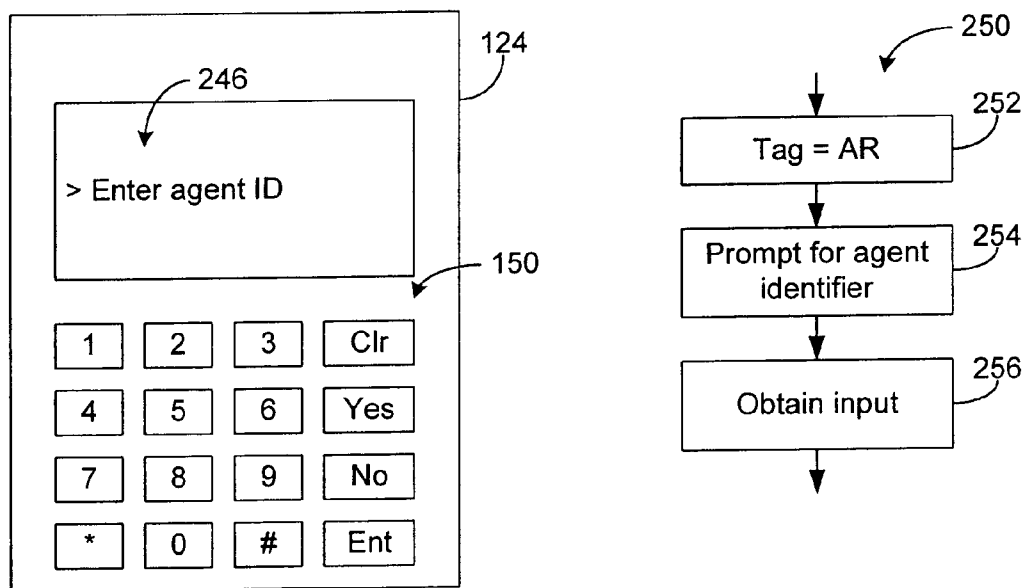 124
246
> Enter agent ID
150
1 2 3 Clr
4 5 6 Yes
7 8 9 No
* 0 # Ent
250
252
Tag = AR
254
Prompt for agent
identifier
256
Obtain input